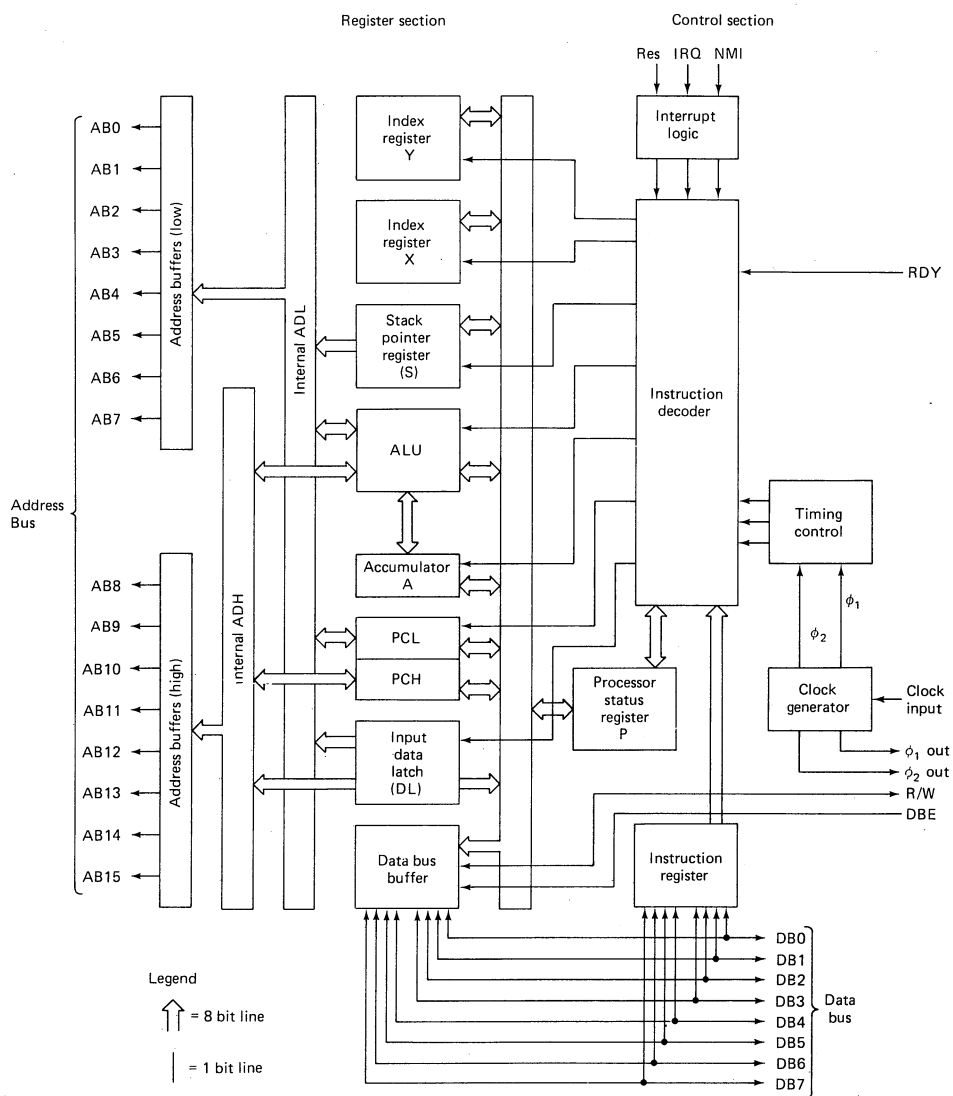 Register section
Control section
Res IRQ NMI
Interrupt
logic
Index
register
Y
Index
register
X
Stack
pointer
register
(S)
ALU
Accumulator
A
PCL
PCH
Input
data
latch
(DL)
Data bus
buffer
Instruction
decoder
RDY
Timing
control
ϕ2
ϕ1
Clock
generator
Clock
input
ϕ1 out
ϕ2 out
R/W
DBE
Processor
status
register
P
Instruction
register
Address
Bus
AB0
AB1
AB2
AB3
AB4
AB5
AB6
AB7
AB8
AB9
AB10
AB11
AB12
AB13
AB14
AB15
Address buffers (low)
Address buffers (high)
Internal ADL
Internal ADH
DB0
DB1
DB2
DB3
DB4
DB5
DB6
DB7
Data
bus
Legend
= 8 bit line
= 1 bit line